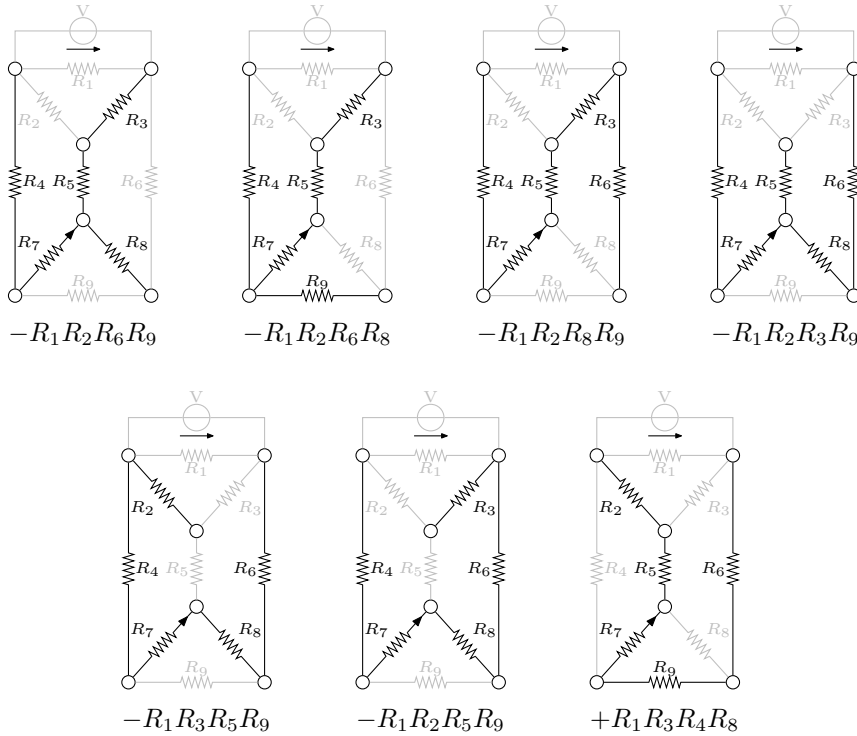 V V V V
R₁ R₁ R₁ R₁
R₂ R₃ R₂ R₃ R₂ R₃ R₂ R₃
R₄ R₅ R₆ R₄ R₅ R₆ R₄ R₅ R₆ R₄ R₅ R₆
R₇ R₈ R₇ R₈ R₇ R₈ R₇ R₈
R₉ R₉ R₉ R₉
−R₁R₂R₆R₉ −R₁R₂R₆R₈ −R₁R₂R₈R₉ −R₁R₂R₃R₉
V V V
R₁ R₁ R₁
R₂ R₃ R₂ R₃ R₂ R₃
R₄ R₅ R₆ R₄ R₅ R₆ R₄ R₅ R₆
R₇ R₈ R₇ R₈ R₇ R₈
R₉ R₉ R₉
−R₁R₃R₅R₉ −R₁R₂R₅R₉ +R₁R₃R₄R₈